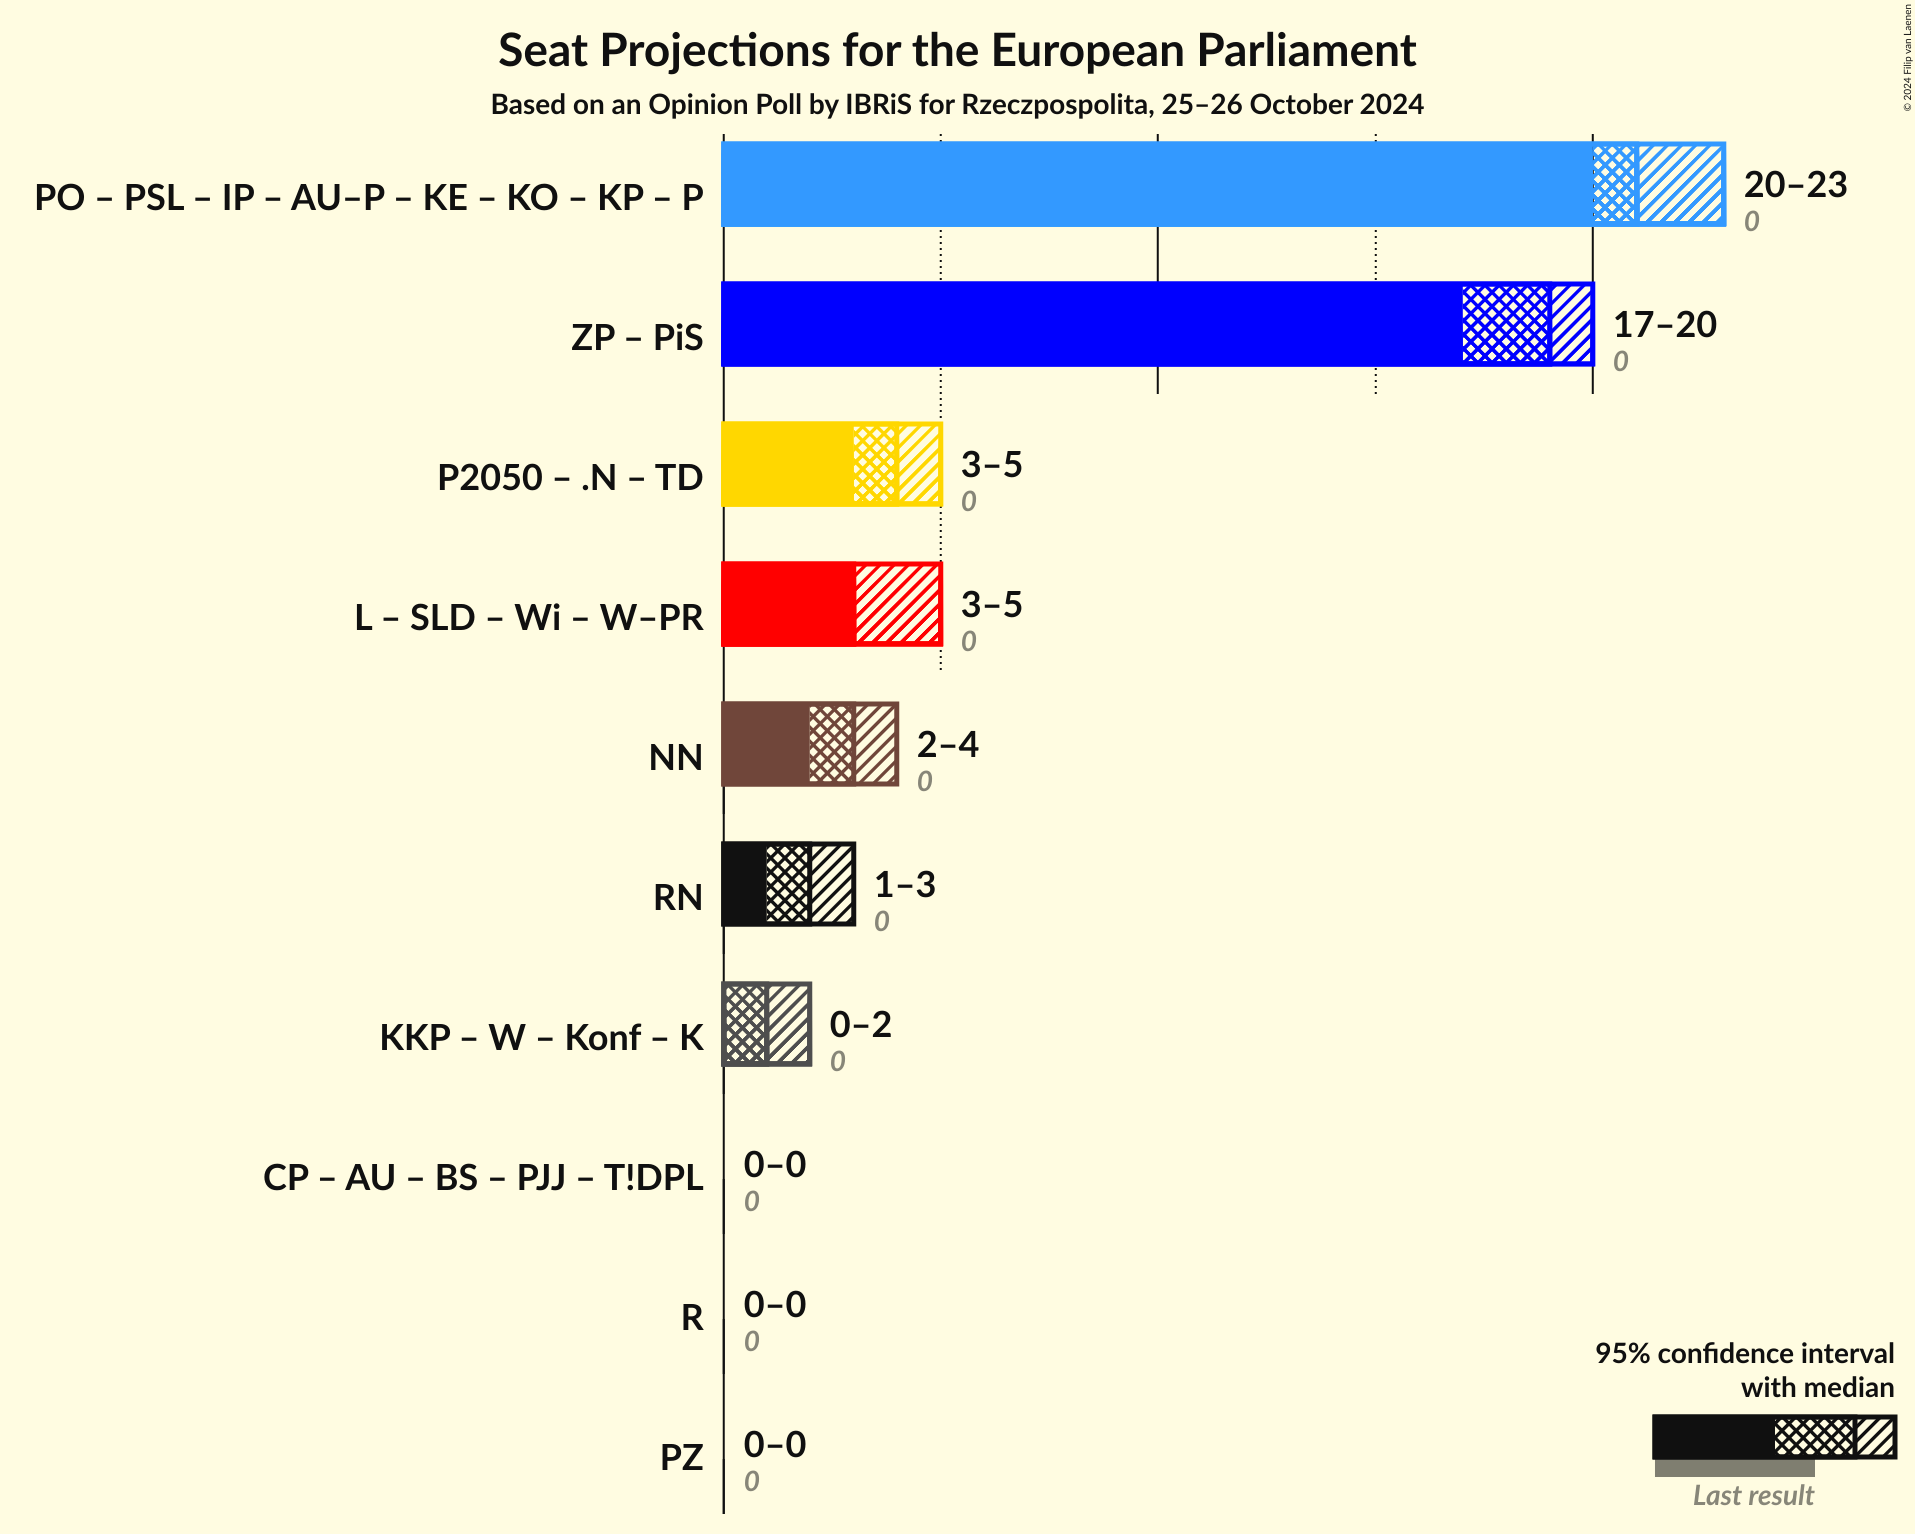 Seat Projections for the European Parliament
Based on an Opinion Poll by IBRiS for Rzeczpospolita, 25–26 October 2024
© 2024 Filip van Laenen
PO – PSL – IP – AU–P – KE – KO – KP – P
20–23
0
ZP – PiS
17–20
0
P2050 – .N – TD
3–5
0
L – SLD – Wi – W–PR
3–5
0
NN
2–4
0
RN
1–3
0
KKP – W – Konf – K
0–2
0
CP – AU – BS – PJJ – T!DPL
0–0
0
R
0–0
0
PZ
0–0
0
95% confidence interval
with median
Last result